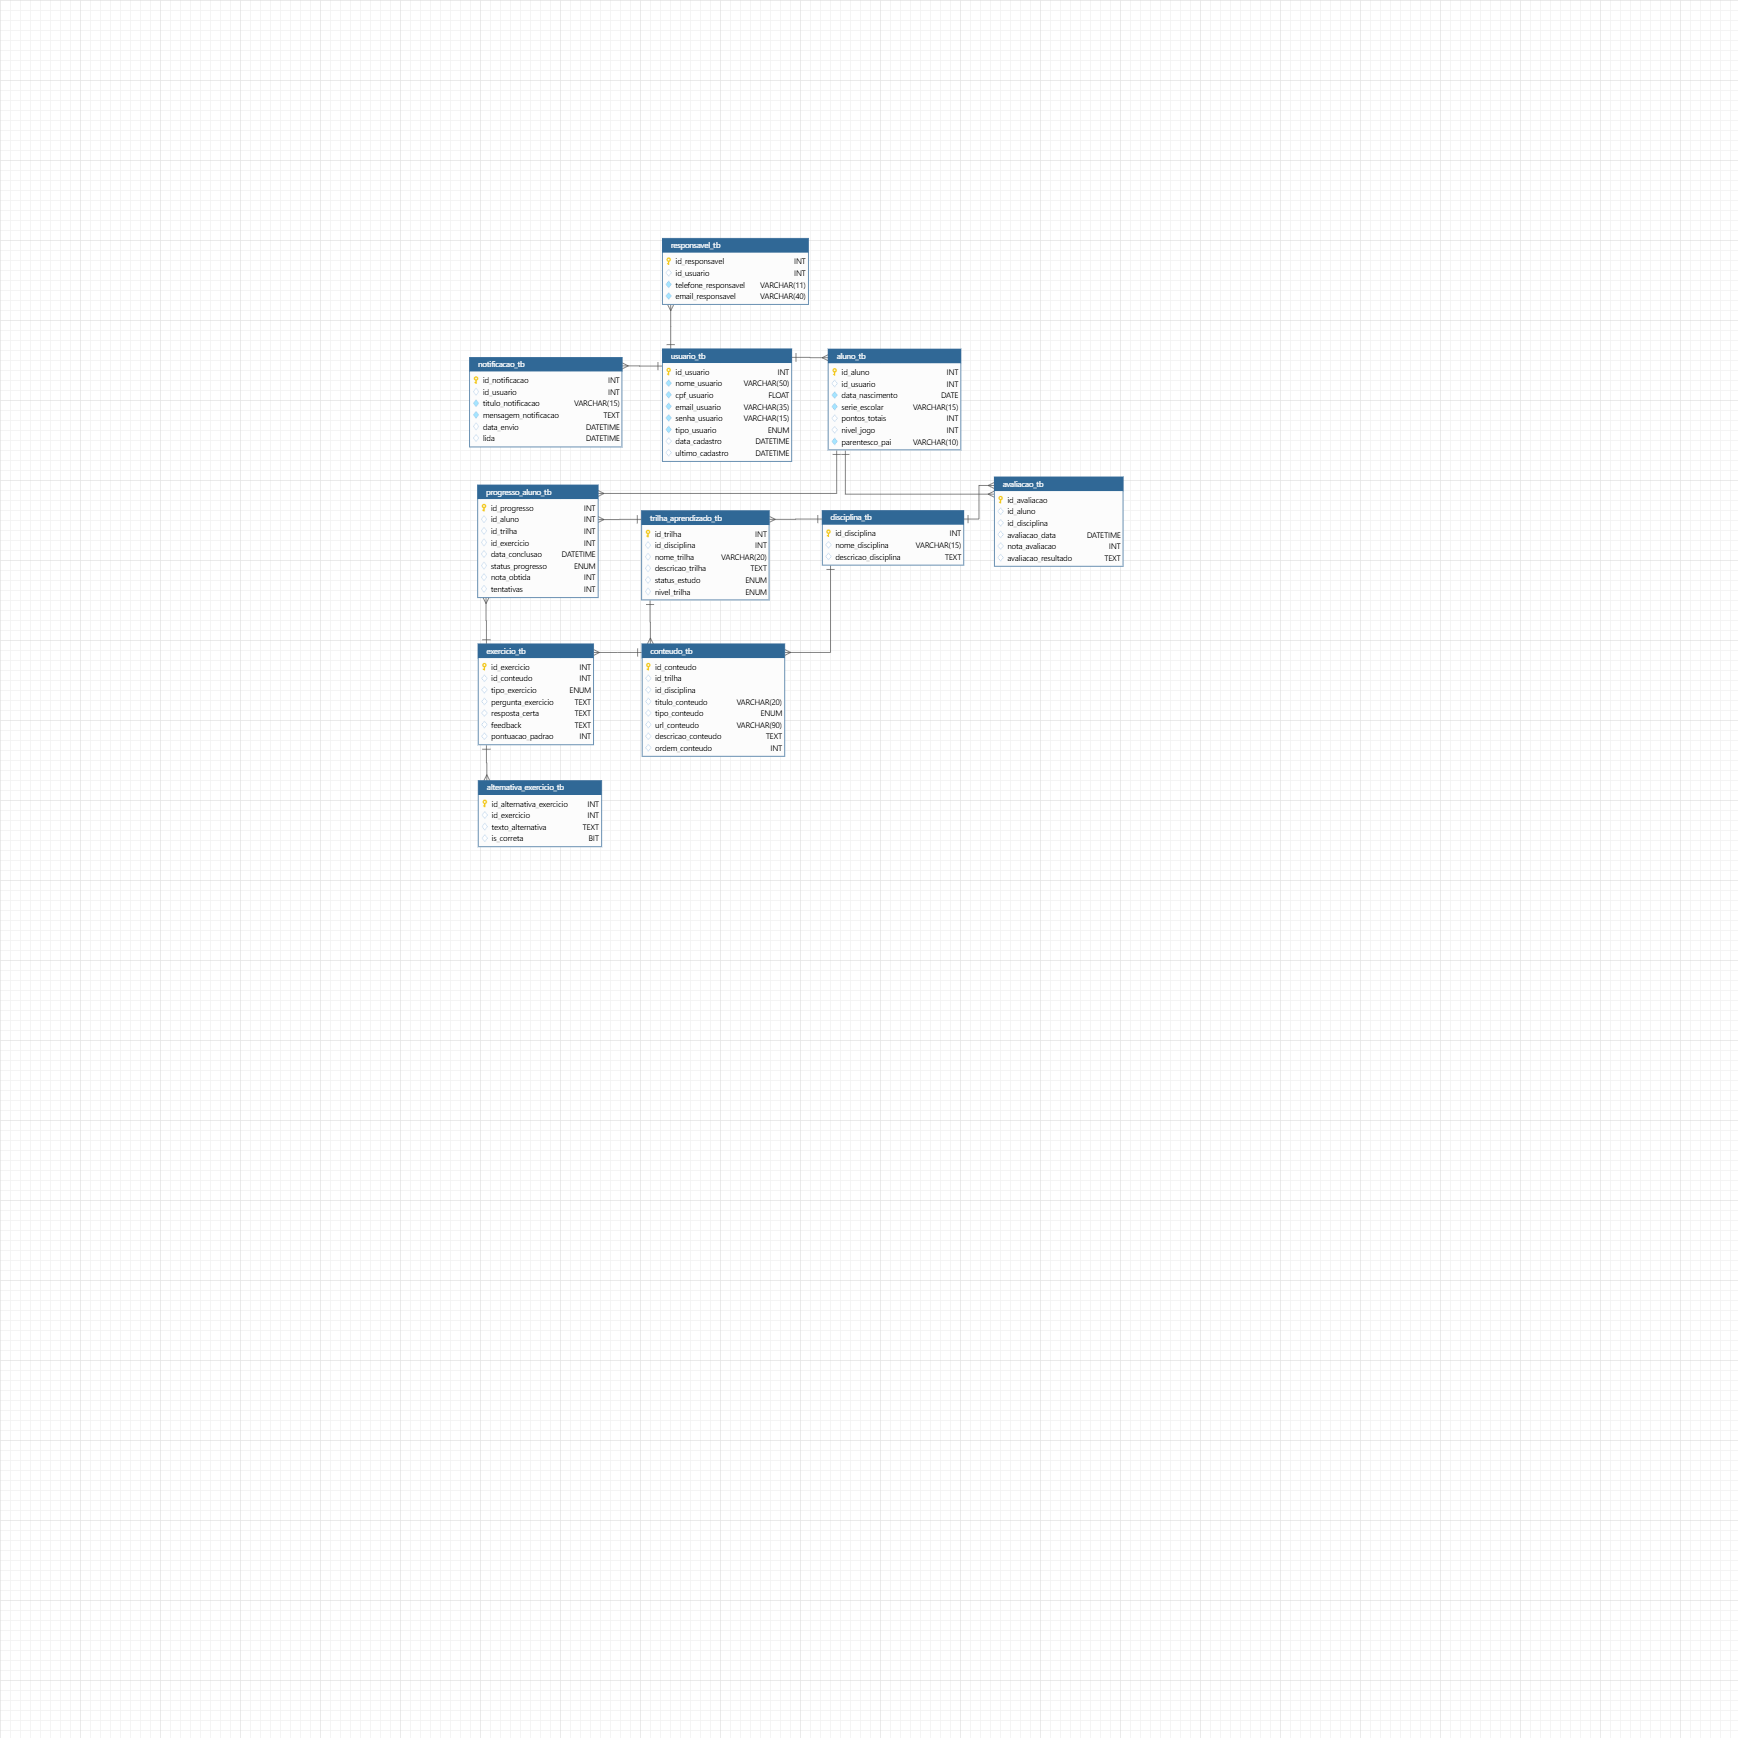 responsavel_tb
id_responsavel INT
id_usuario INT
telefone_responsavel VARCHAR(11)
email_responsavel VARCHAR(40)
notificacao_tb
id_notificacao INT
id_usuario INT
titulo_notificacao VARCHAR(15)
mensagem_notificacao TEXT
data_envio DATETIME
lida DATETIME
usuario_tb
id_usuario INT
nome_usuario VARCHAR(50)
cpf_usuario FLOAT
email_usuario VARCHAR(35)
senha_usuario VARCHAR(15)
tipo_usuario ENUM
data_cadastro DATETIME
ultimo_cadastro DATETIME
aluno_tb
id_aluno INT
id_usuario INT
data_nascimento DATE
serie_escolar VARCHAR(15)
pontos_totais INT
nivel_jogo INT
parentesco_pai VARCHAR(10)
progresso_aluno_tb
id_progresso INT
id_aluno INT
id_trilha INT
id_exercicio INT
data_conclusao DATETIME
status_progresso ENUM
nota_obtida INT
tentativas INT
trilha_aprendizado_tb
id_trilha INT
id_disciplina INT
nome_trilha VARCHAR(20)
descricao_trilha TEXT
status_estudo ENUM
nivel_trilha ENUM
disciplina_tb
id_disciplina INT
nome_disciplina VARCHAR(15)
descricao_disciplina TEXT
avaliacao_tb
id_avaliacao
id_aluno
id_disciplina
avaliacao_data DATETIME
nota_avaliacao INT
avaliacao_resultado TEXT
exercicio_tb
id_exercicio INT
id_conteudo INT
tipo_exercicio ENUM
pergunta_exercicio TEXT
resposta_certa TEXT
feedback TEXT
pontuacao_padrao INT
conteudo_tb
id_conteudo
id_trilha
id_disciplina
titulo_conteudo VARCHAR(20)
tipo_conteudo ENUM
url_conteudo VARCHAR(90)
descricao_conteudo TEXT
ordem_conteudo INT
alternativa_exercicio_tb
id_alternativa_exercicio INT
id_exercicio INT
texto_alternativa TEXT
is_correta BIT